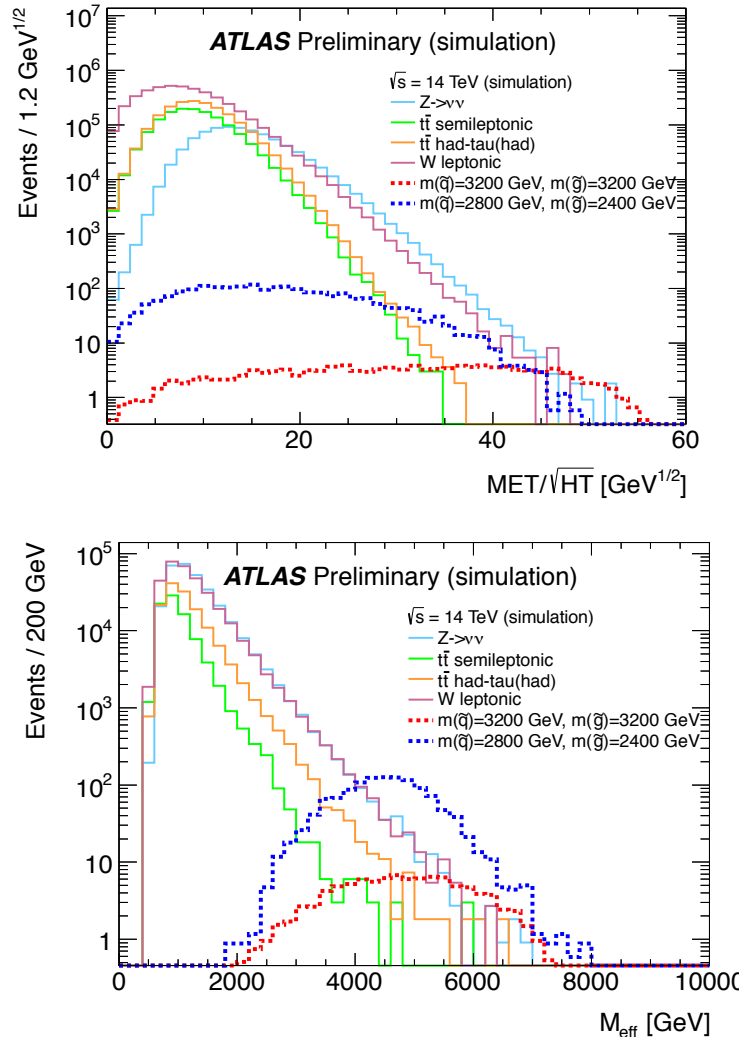 Events / 1.2 GeV^{1/2}
10^7
10^6
10^5
10^4
10^3
10^2
10
1
ATLAS Preliminary (simulation)
√s = 14 TeV (simulation)
Z->νν
tt̄ semileptonic
tt̄ had-tau(had)
W leptonic
m(q̃)=3200 GeV, m(g̃)=3200 GeV
m(q̃)=2800 GeV, m(g̃)=2400 GeV
0 20 40 60
MET/√HT [GeV^{1/2}]
Events / 200 GeV
10^5
10^4
10^3
10^2
10
1
ATLAS Preliminary (simulation)
√s = 14 TeV (simulation)
Z->νν
tt̄ semileptonic
tt̄ had-tau(had)
W leptonic
m(q̃)=3200 GeV, m(g̃)=3200 GeV
m(q̃)=2800 GeV, m(g̃)=2400 GeV
0 2000 4000 6000 8000 10000
M_{eff} [GeV]